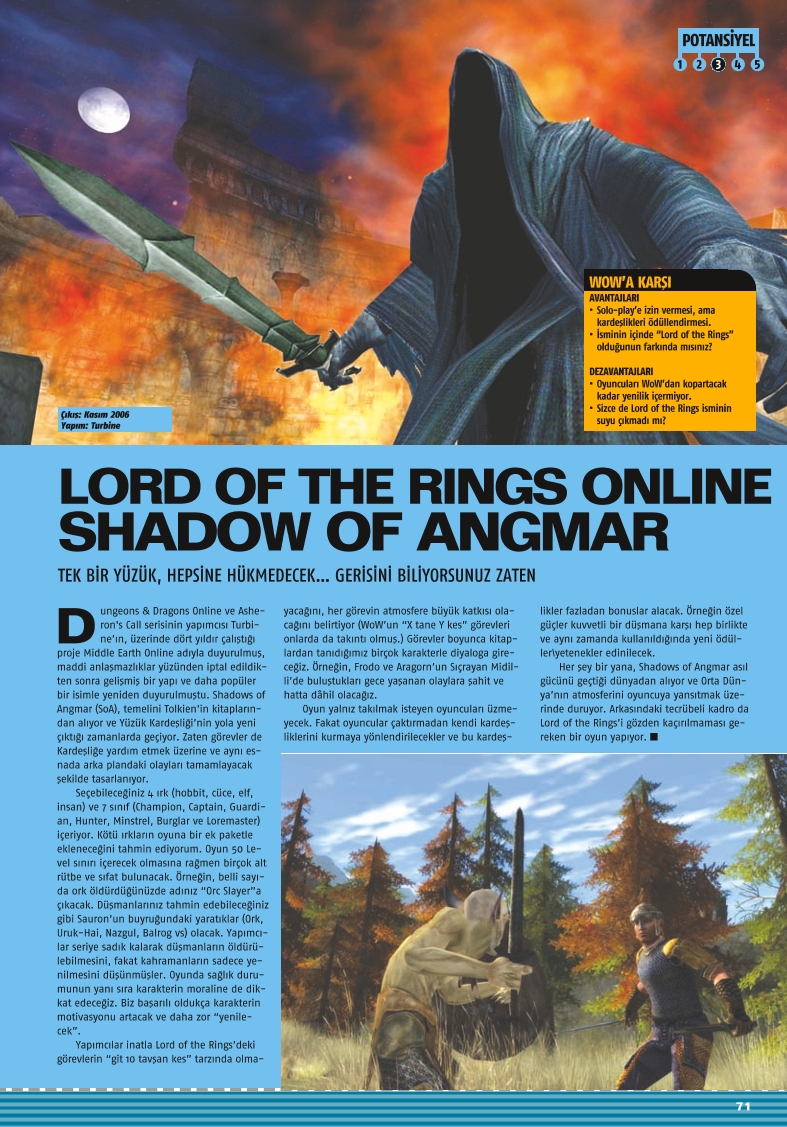 POTANSİYEL
1 2 3 4 5
WOW'A KARŞI
AVANTAJLARI
• Solo-play'e izin vermesi, ama
kardeşlikleri ödüllendirmesi.
• İsminin içinde "Lord of the Rings"
olduğunun farkında mısınız?
DEZAVANTAJLARI
• Oyuncuları WoW'dan kopartacak
kadar yenilik içermiyor.
• Sizce de Lord of the Rings isminin
suyu çıkmadı mı?
Çıkış: Kasım 2006
Yapım: Turbine
LORD OF THE RINGS ONLINE
SHADOW OF ANGMAR
TEK BİR YÜZÜK, HEPSİNE HÜKMEDECEK... GERİSİNİ BİLİYORSUNUZ ZATEN
Dungeons & Dragons Online ve Ashe-
ron's Call serisinin yapımcısı Turbi-
ne'ın, üzerinde dört yıldır çalıştığı
proje Middle Earth Online adıyla duyurulmuş,
maddi anlaşmazlıklar yüzünden iptal edildik-
ten sonra gelişmiş bir yapı ve daha popüler
bir isimle yeniden duyurulmuştu. Shadows of
Angmar (SoA), temelini Tolkien'in kitapların-
dan alıyor ve Yüzük Kardeşliği'nin yola yeni
çıktığı zamanlarda geçiyor. Zaten görevler de
Kardeşliğe yardım etmek üzerine ve aynı es-
nada arka plandaki olayları tamamlayacak
şekilde tasarlanıyor.
Seçebileceğiniz 4 ırk (hobbit, cüce, elf,
insan) ve 7 sınıf (Champion, Captain, Guardi-
an, Hunter, Minstrel, Burglar ve Loremaster)
içeriyor. Kötü ırkların oyuna bir ek paketle
ekleneceğini tahmin ediyorum. Oyun 50 Le-
vel sınırı içerecek olmasına rağmen birçok alt
rütbe ve sıfat bulunacak. Örneğin, belli sayı-
da ork öldürdüğünüzde adınız "Orc Slayer"a
çıkacak. Düşmanlarınız tahmin edebileceğiniz
gibi Sauron'un buyruğundaki yaratıklar (Ork,
Uruk-Hai, Nazgul, Balrog vs) olacak. Yapımcı-
lar seriye sadık kalarak düşmanların öldürü-
lebilmesini, fakat kahramanların sadece ye-
nilmesini düşünmüşler. Oyunda sağlık duru-
munun yanı sıra karakterin moraline de dik-
kat edeceğiz. Biz başarılı oldukça karakterin
motivasyonu artacak ve daha zor "yenile-
cek".
Yapımcılar inatla Lord of the Rings'deki
görevlerin "git 10 tavşan kes" tarzında olma-
yacağını, her görevin atmosfere büyük katkısı ola-
cağını belirtiyor (WoW'un "X tane Y kes" görevleri
onlarda da takıntı olmuş.) Görevler boyunca kitap-
lardan tanıdığımız birçok karakterle diyaloga gire-
ceğiz. Örneğin, Frodo ve Aragorn'un Sıçrayan Midil-
li'de buluştukları gece yaşanan olaylara şahit ve
hatta dâhil olacağız.
Oyun yalnız takılmak isteyen oyuncuları üzme-
yecek. Fakat oyuncular çaktırmadan kendi kardeş-
liklerini kurmaya yönlendirilecekler ve bu kardeş-
likler fazladan bonuslar alacak. Örneğin özel
güçler kuvvetli bir düşmana karşı hep birlikte
ve aynı zamanda kullanıldığında yeni ödül-
leriyetenekler edinilecek.
Her şey bir yana, Shadows of Angmar asıl
gücünü geçtiği dünyadan alıyor ve Orta Dün-
ya'nın atmosferini oyuncuya yansıtmak üze-
rinde duruyor. Arkasındaki tecrübeli kadro da
Lord of the Rings'i gözden kaçırılmaması ge-
reken bir oyun yapıyor. ■
71